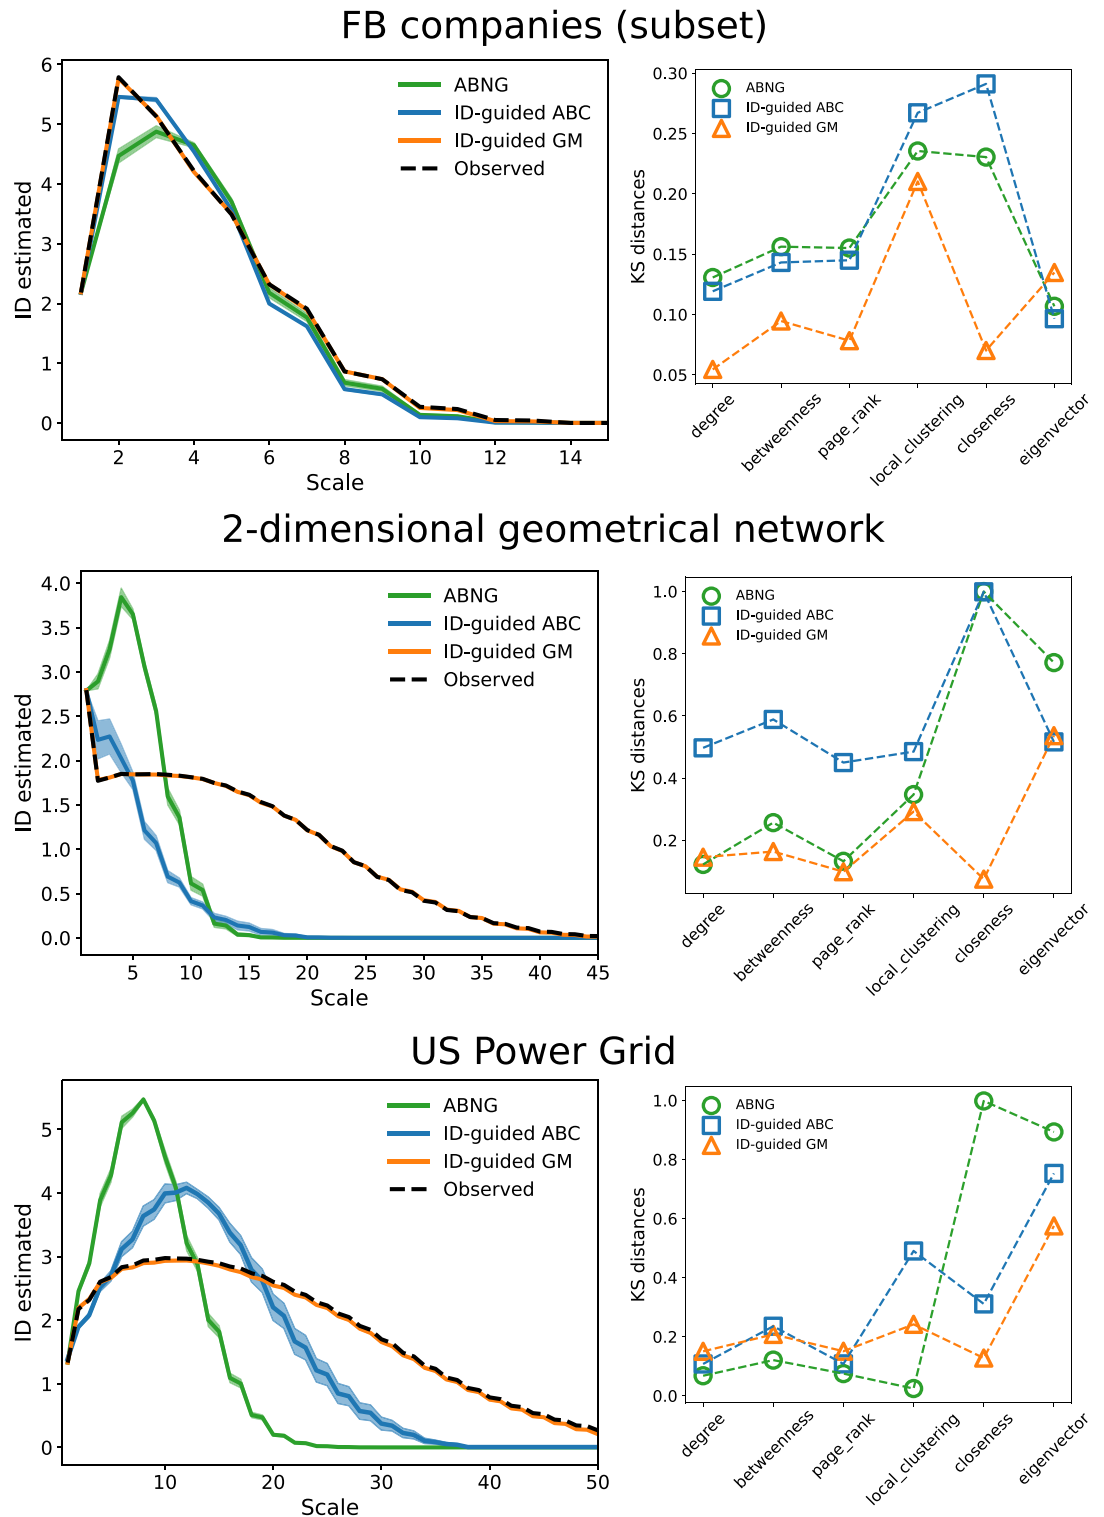 FB companies (subset)
6
5
4
3
2
1
0
ID estimated
ABNG
ID-guided ABC
ID-guided GM
Observed
2 4 6 8 10 12 14
Scale
0.30
0.25
0.20
0.15
0.10
0.05
KS distances
ABNG
ID-guided ABC
ID-guided GM
degree
betweenness
page_rank
local_clustering
closeness
eigenvector
2-dimensional geometrical network
4.0
3.5
3.0
2.5
2.0
1.5
1.0
0.5
0.0
ID estimated
ABNG
ID-guided ABC
ID-guided GM
Observed
5 10 15 20 25 30 35 40 45
Scale
1.0
0.8
0.6
0.4
0.2
KS distances
ABNG
ID-guided ABC
ID-guided GM
degree
betweenness
page_rank
local_clustering
closeness
eigenvector
US Power Grid
5
4
3
2
1
0
ID estimated
ABNG
ID-guided ABC
ID-guided GM
Observed
10 20 30 40 50
Scale
1.0
0.8
0.6
0.4
0.2
0.0
KS distances
ABNG
ID-guided ABC
ID-guided GM
degree
betweenness
page_rank
local_clustering
closeness
eigenvector